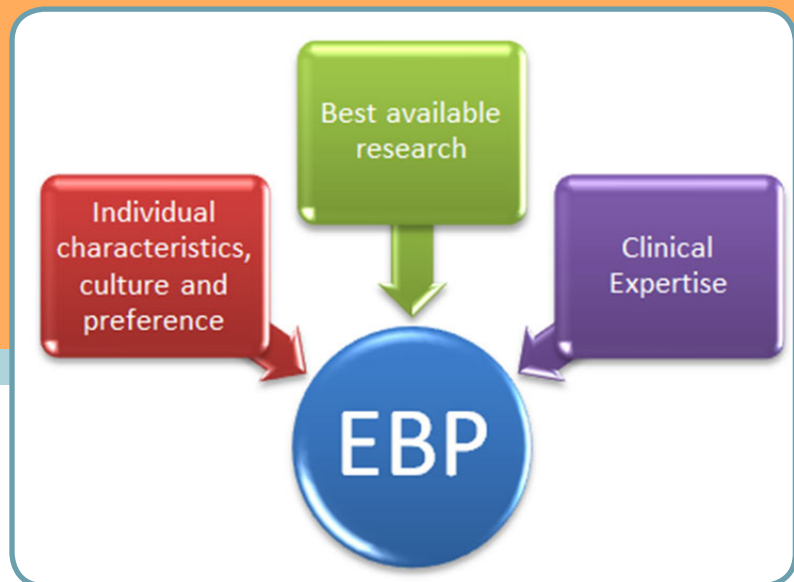 Best available
research
Individual
characteristics,
culture and
preference
Clinical
Expertise
EBP